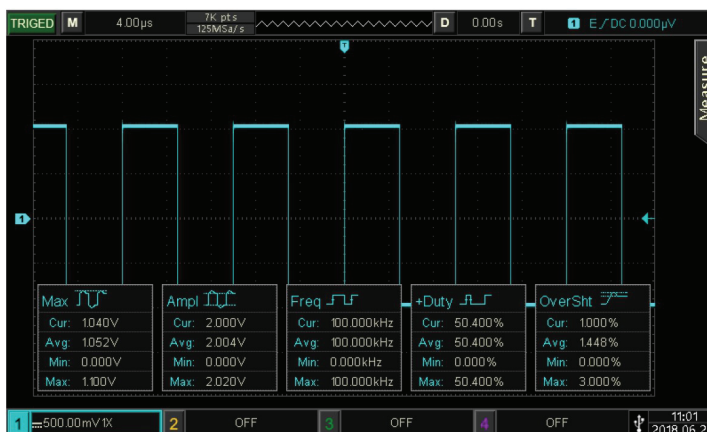 TRIGED M 4.00µs 7K pts D 0.00s T 1 E DC 0.000µV
125MSa/s
T
Measure
1
Max Ampl Freq +Duty OverSht
Cur: 1.040V Cur: 2.000V Cur: 100.000kHz Cur: 50.400% Cur: 1.000%
Avg: 1.052V Avg: 2.004V Avg: 100.000kHz Avg: 50.400% Avg: 1.448%
Min: 0.000V Min: 0.000V Min: 0.000kHz Min: 0.000% Min: 0.000%
Max: 1.100V Max: 2.020V Max: 100.000kHz Max: 50.400% Max: 3.000%
1 500.00mV 1X 2 OFF 3 OFF 4 OFF 11:01
2018.06.2